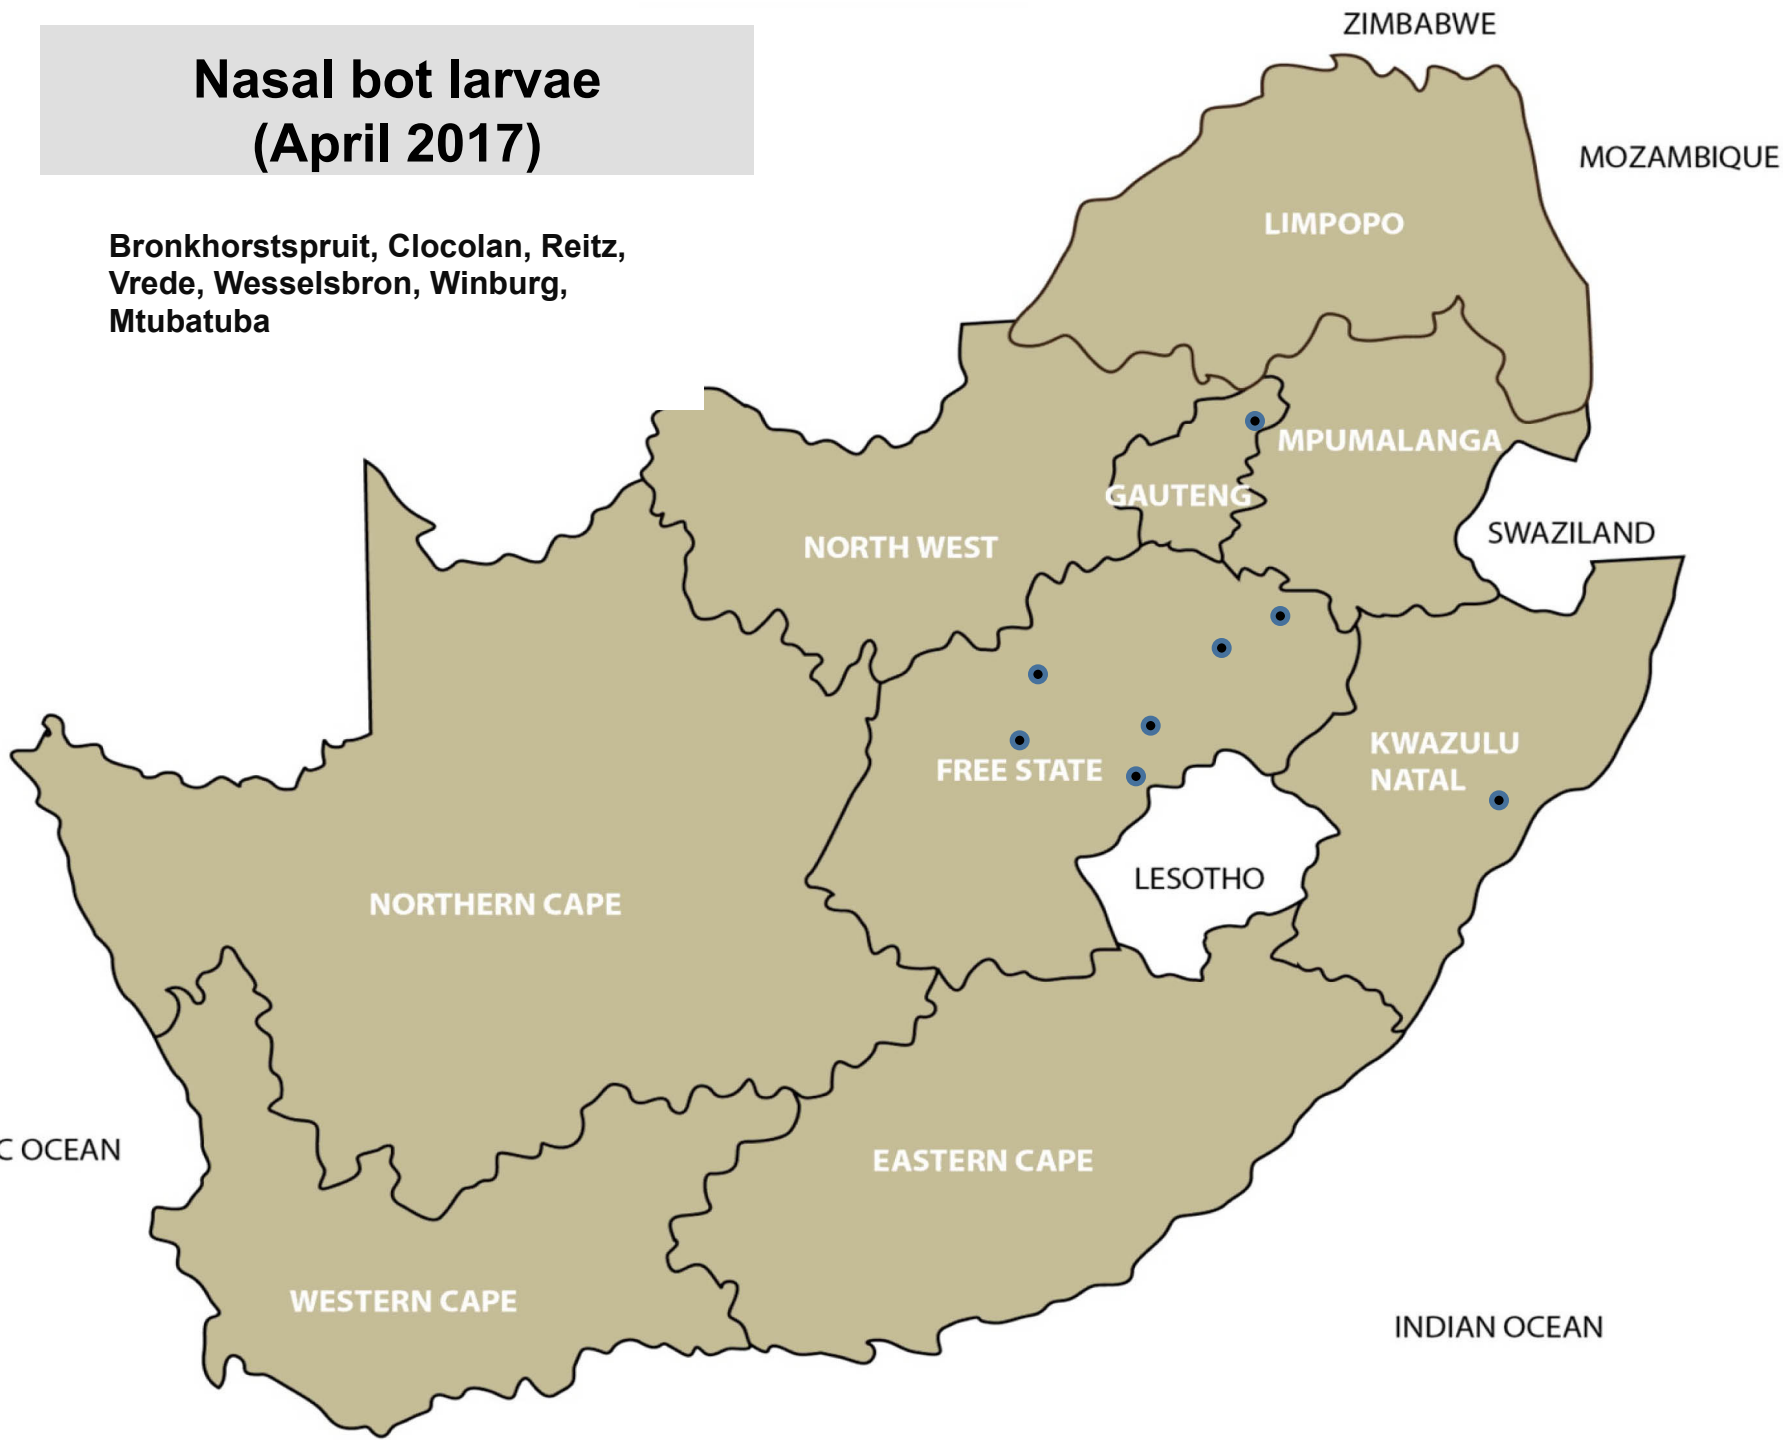 Nasal bot larvae
(April 2017)
Bronkhorstspruit, Clocolan, Reitz,
Vrede, Wesselsbron, Winburg,
Mtubatuba
ZIMBABWE
MOZAMBIQUE
LIMPOPO
MPUMALANGA
GAUTENG
SWAZILAND
NORTH WEST
KWAZULU
NATAL
FREE STATE
LESOTHO
NORTHERN CAPE
C OCEAN
EASTERN CAPE
WESTERN CAPE
INDIAN OCEAN